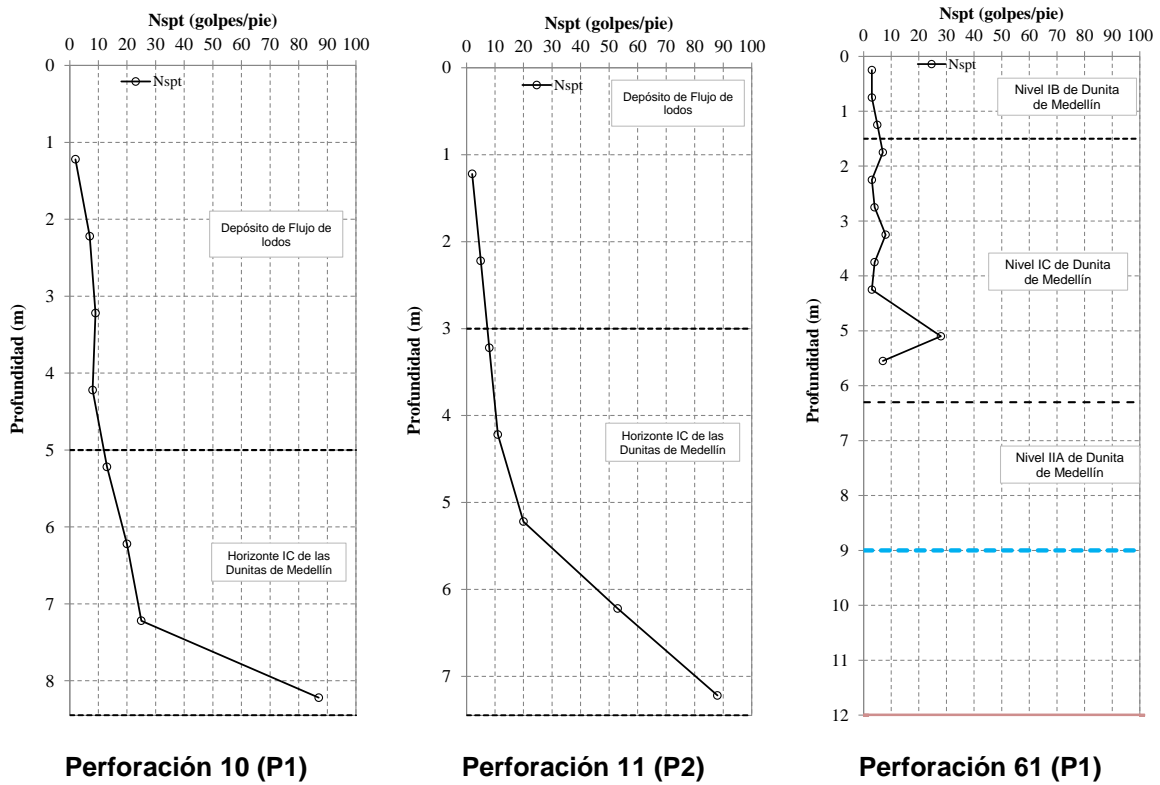 Nspt (golpes/pie)
0 10 20 30 40 50 60 70 80 90 100
Nspt
Profundidad (m)
0
1
2
3
4
5
6
7
8
Depósito de Flujo de
lodos
Horizonte IC de las
Dunitas de Medellín
Perforación 10 (P1)
Nspt (golpes/pie)
0 10 20 30 40 50 60 70 80 90 100
Nspt
Profundidad (m)
0
1
2
3
4
5
6
7
Depósito de Flujo de
lodos
Horizonte IC de las
Dunitas de Medellín
Perforación 11 (P2)
Nspt (golpes/pie)
0 10 20 30 40 50 60 70 80 90 100
Nspt
Profundidad (m)
0
1
2
3
4
5
6
7
8
9
10
11
12
Nivel IB de Dunita
de Medellín
Nivel IC de Dunita
de Medellín
Nivel IIA de Dunita
de Medellín
Perforación 61 (P1)